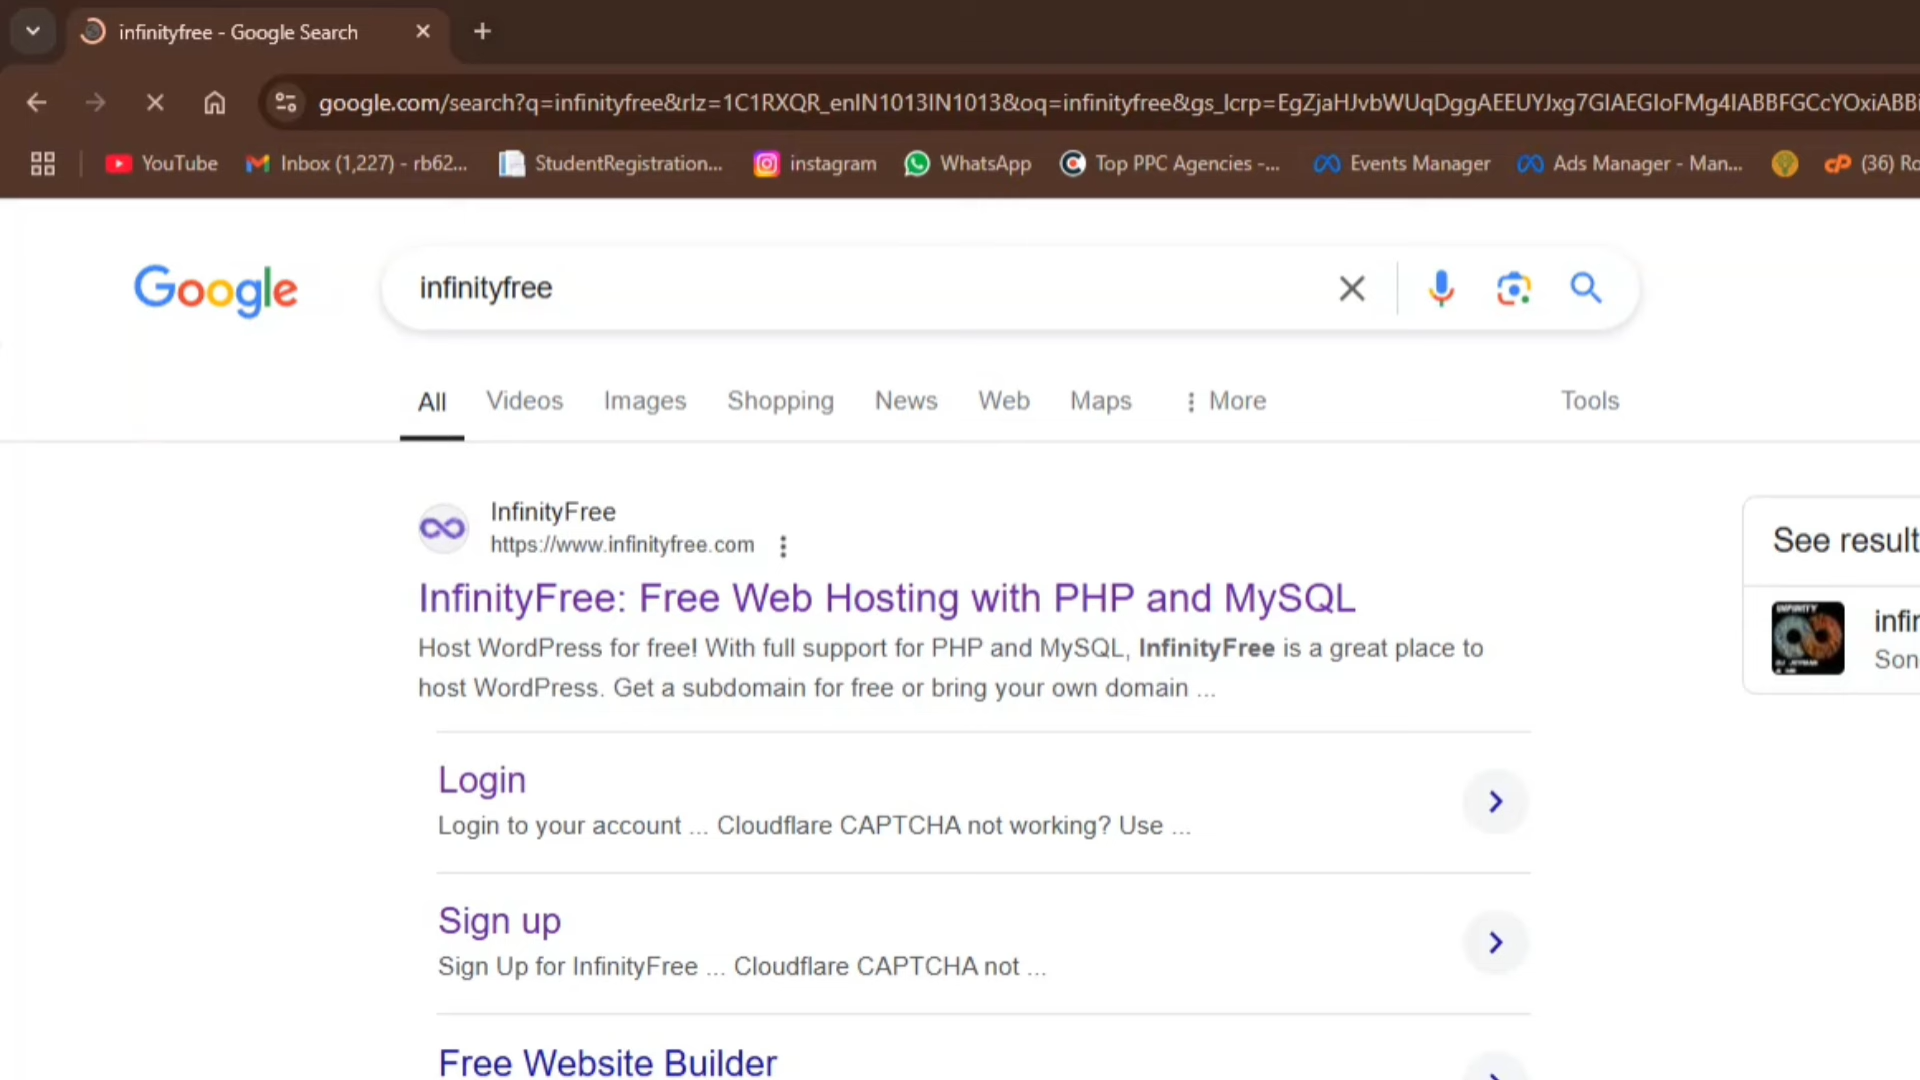 infinityfree - Google Search
google.com/search?q=infinityfree&rlz=1C1RXQR_enIN1013IN1013&oq=infinityfree&gs_lcrp=EgZjaHJvbWUqDggAEEUYJxg7GIAEGIoFMg4IABBFGCcYOxiABBi
YouTube Inbox (1,227) - rb62... StudentRegistration... instagram WhatsApp Top PPC Agencies -... Events Manager Ads Manager - Man... (36) Ro
Google infinityfree
All Videos Images Shopping News Web Maps More Tools
InfinityFree
https://www.infinityfree.com
See result
InfinityFree: Free Web Hosting with PHP and MySQL
infin
Host WordPress for free! With full support for PHP and MySQL, InfinityFree is a great place to
Son
host WordPress. Get a subdomain for free or bring your own domain ...
Login
Login to your account ... Cloudflare CAPTCHA not working? Use ...
Sign up
Sign Up for InfinityFree ... Cloudflare CAPTCHA not ...
Free Website Builder